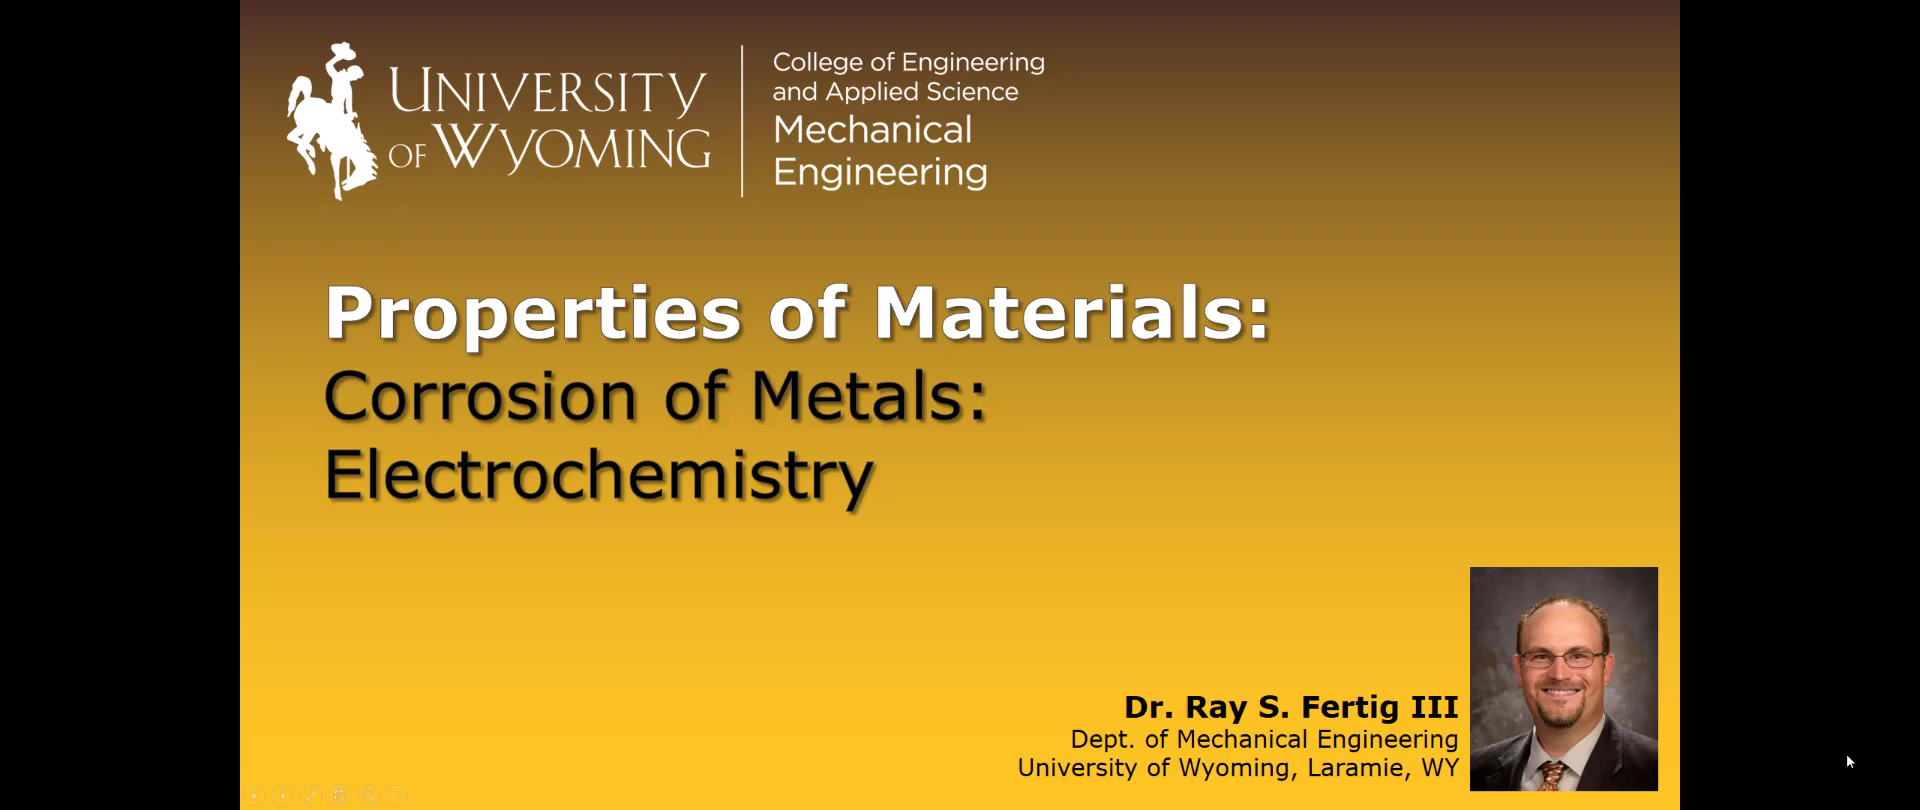 UNIVERSITY
OF WYOMING
College of Engineering
and Applied Science
Mechanical
Engineering
Properties of Materials:
Corrosion of Metals:
Electrochemistry
Dr. Ray S. Fertig III
Dept. of Mechanical Engineering
University of Wyoming, Laramie, WY